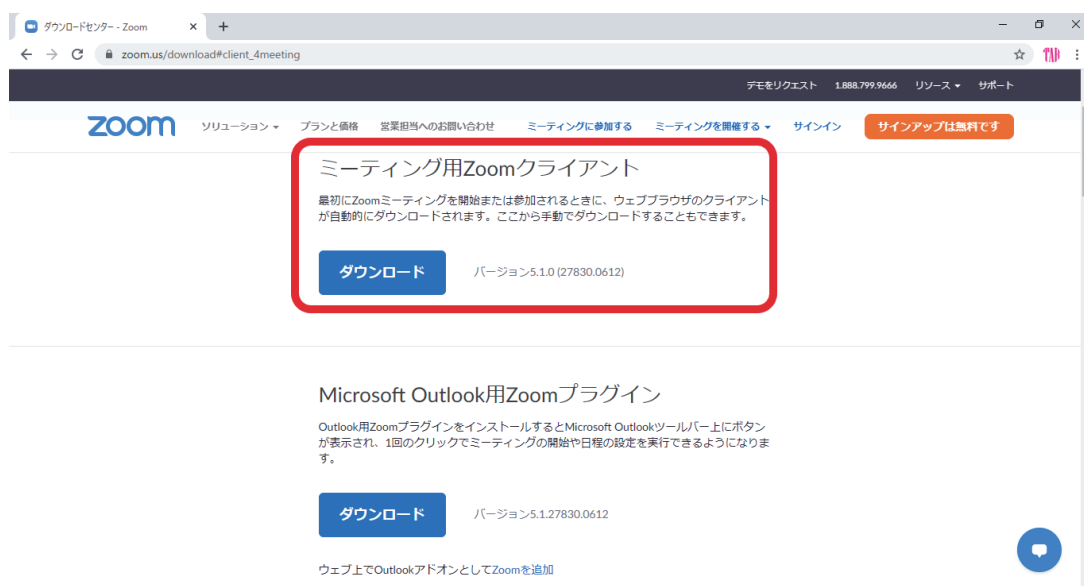 ダウンロードセンター - Zoom
zoom.us/download#client_4meeting
デモをリクエスト 1.888.799.9666 リソース サポート
zoom ソリューション プランと価格 営業担当へのお問い合わせ ミーティングに参加する ミーティングを開催する サインイン サインアップは無料です
ミーティング用Zoomクライアント
最初にZoomミーティングを開始または参加されるときに、ウェブブラウザのクライアント
が自動的にダウンロードされます。ここから手動でダウンロードすることもできます。
ダウンロード バージョン5.1.0 (27830.0612)
Microsoft Outlook用Zoomプラグイン
Outlook用ZoomプラグインをインストールするとMicrosoft Outlookツールバー上にボタン
が表示され、1回のクリックでミーティングの開始や日程の設定を実行できるようになりま
す。
ダウンロード バージョン5.1.27830.0612
ウェブ上でOutlookアドオンとしてZoomを追加